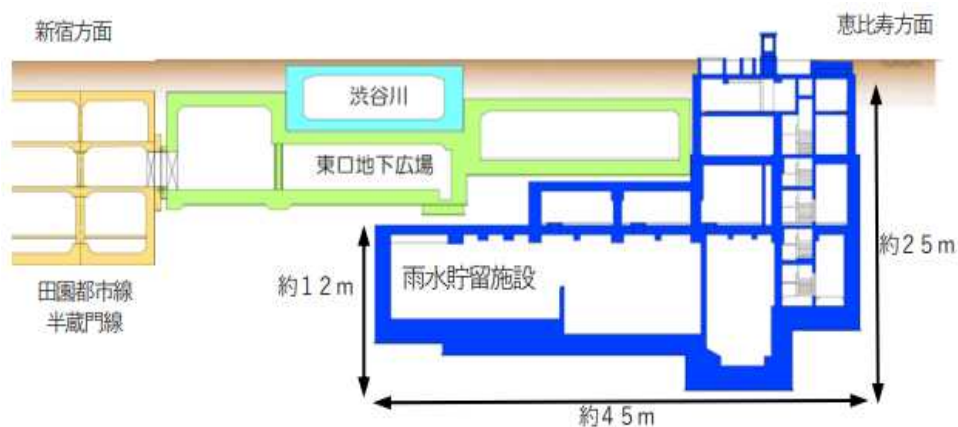 新宿方面
恵比寿方面
渋谷川
東口地下広場
雨水貯留施設
田園都市線
半蔵門線
約12m
約25m
約45m